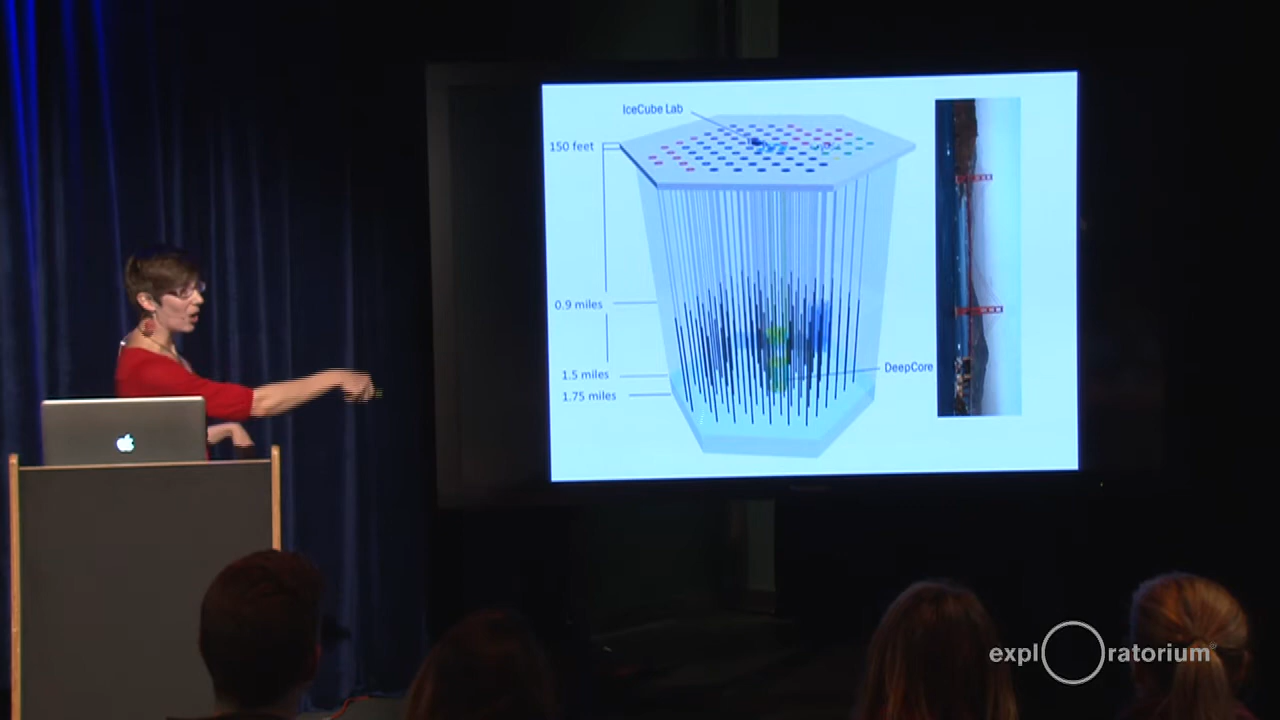 IceCube Lab
150 feet
0.9 miles
DeepCore
1.5 miles
1.75 miles
expl ratorium®